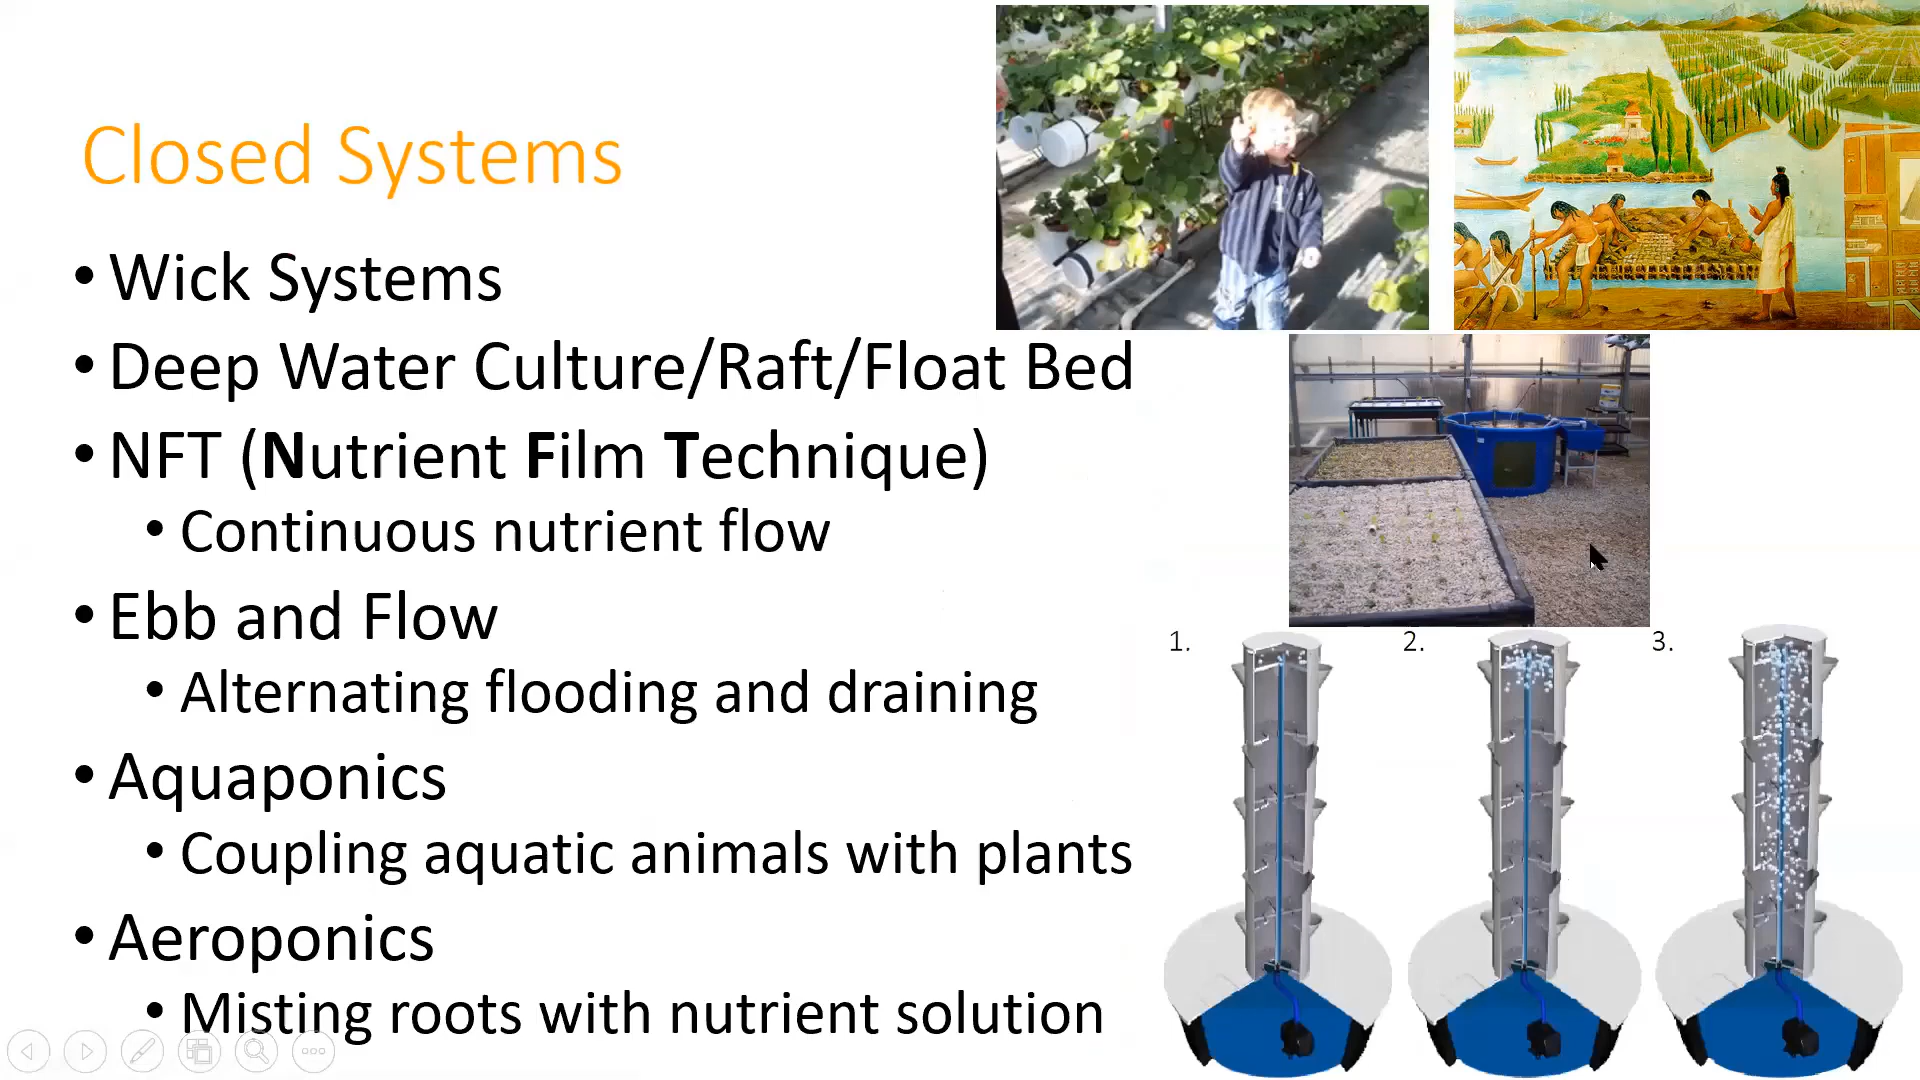 Closed Systems
• Wick Systems
• Deep Water Culture/Raft/Float Bed
• NFT (Nutrient Film Technique)
• Continuous nutrient flow
• Ebb and Flow
• Alternating flooding and draining
• Aquaponics
• Coupling aquatic animals with plants
• Aeroponics
• Misting roots with nutrient solution
1.
2.
3.